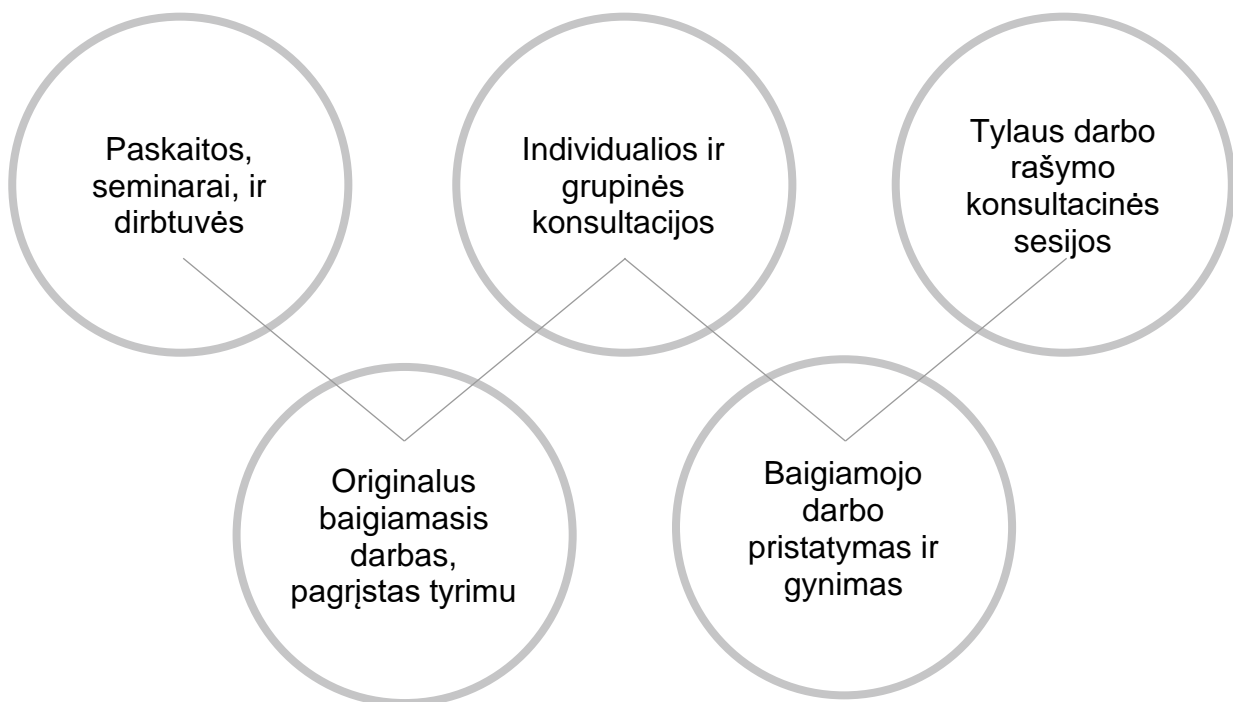 Paskaitos,
seminarai, ir
dirbtuvės
Individualios ir
grupinės
konsultacijos
Tylaus darbo
rašymo
konsultacinės
sesijos
Originalus
baigiamasis
darbas,
pagrįstas tyrimu
Baigiamojo
darbo
pristatymas ir
gynimas